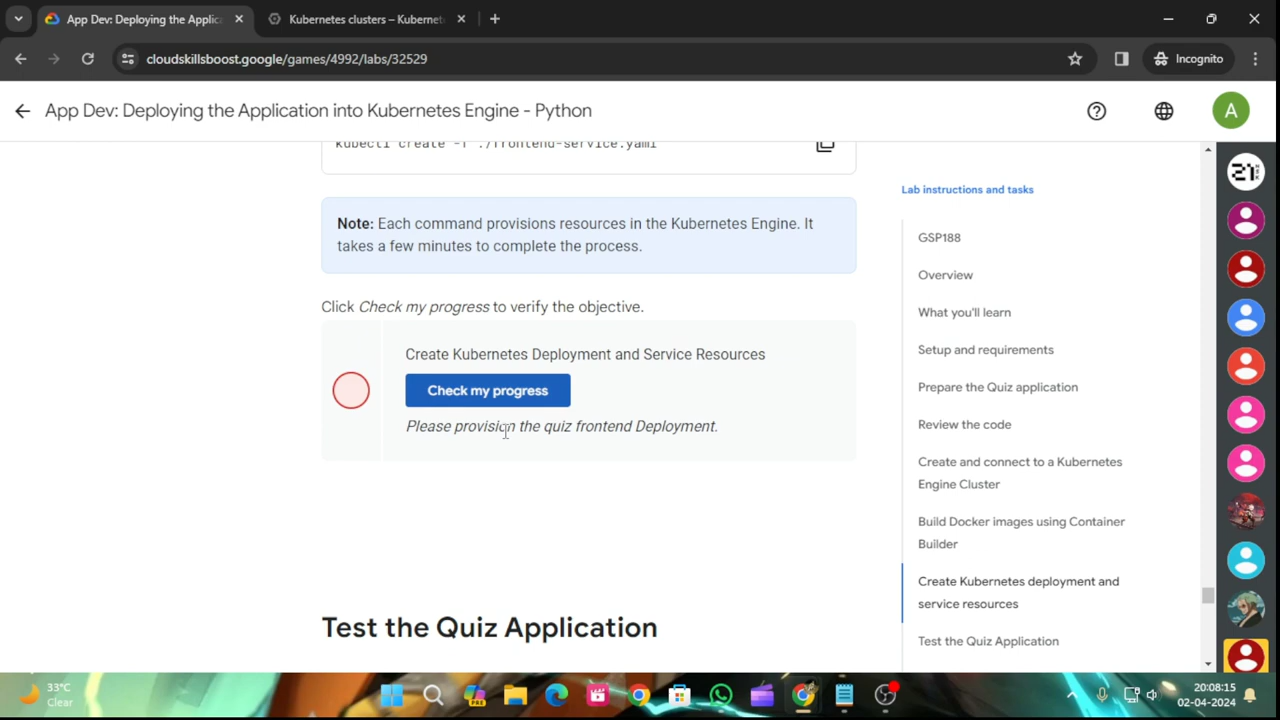 App Dev: Deploying the Applic
Kubernetes clusters – Kubernet
cloudskillsboost.google/games/4992/labs/32529
Incognito
App Dev: Deploying the Application into Kubernetes Engine - Python
A
kubectl create -f ./frontend-service.yaml
Note: Each command provisions resources in the Kubernetes Engine. It
takes a few minutes to complete the process.
Click Check my progress to verify the objective.
Create Kubernetes Deployment and Service Resources
Check my progress
Please provision the quiz frontend Deployment.
Test the Quiz Application
Lab instructions and tasks
GSP188
Overview
What you'll learn
Setup and requirements
Prepare the Quiz application
Review the code
Create and connect to a Kubernetes
Engine Cluster
Build Docker images using Container
Builder
Create Kubernetes deployment and
service resources
Test the Quiz Application
33°C
Clear
20:08:15
02-04-2024